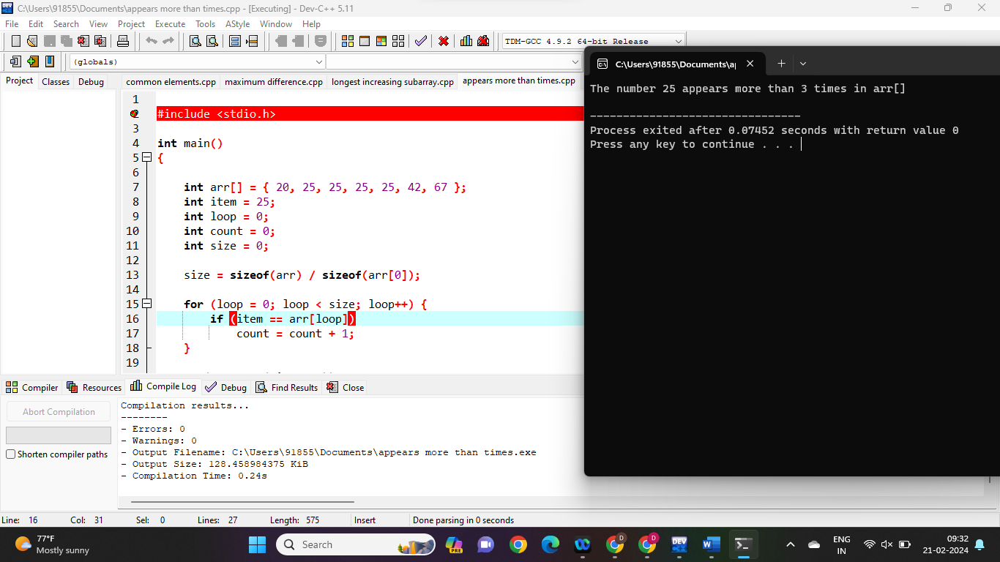 C:\Users\91855\Documents\appears more than times.cpp - [Executing] - Dev-C++ 5.11
File Edit Search View Project Execute Tools AStyle Window Help
TDM-GCC 4.9.2 64-bit Release
(globals)
Project Classes Debug
common elements.cpp maximum difference.cpp longest increasing subarray.cpp appears more than times.cpp
1
2 #include <stdio.h>
3
4 int main()
5 {
6
7 int arr[] = { 20, 25, 25, 25, 25, 42, 67 };
8 int item = 25;
9 int loop = 0;
10 int count = 0;
11 int size = 0;
12
13 size = sizeof(arr) / sizeof(arr[0]);
14
15 for (loop = 0; loop < size; loop++) {
16 if (item == arr[loop])
17 count = count + 1;
18 }
19
C:\Users\91855\Documents\a
The number 25 appears more than 3 times in arr[]
--------------------------------
Process exited after 0.07452 seconds with return value 0
Press any key to continue . . .
Compiler Resources Compile Log Debug Find Results Close
Abort Compilation
Shorten compiler paths
Compilation results...
--------
- Errors: 0
- Warnings: 0
- Output Filename: C:\Users\91855\Documents\appears more than times.exe
- Output Size: 128.458984375 KiB
- Compilation Time: 0.24s
Line: 16 Col: 31 Sel: 0 Lines: 27 Length: 575 Insert Done parsing in 0 seconds
77°F
Mostly sunny
Search
PRE
D
D
DEV
W
ENG
IN
09:32
21-02-2024